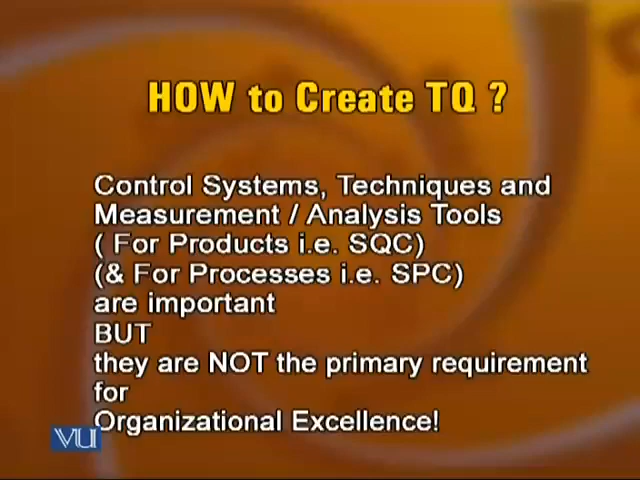 HOW to Create TQ ?
Control Systems, Techniques and
Measurement / Analysis Tools
( For Products i.e. SQC)
(& For Processes i.e. SPC)
are important
BUT
they are NOT the primary requirement
for
Organizational Excellence!
VU